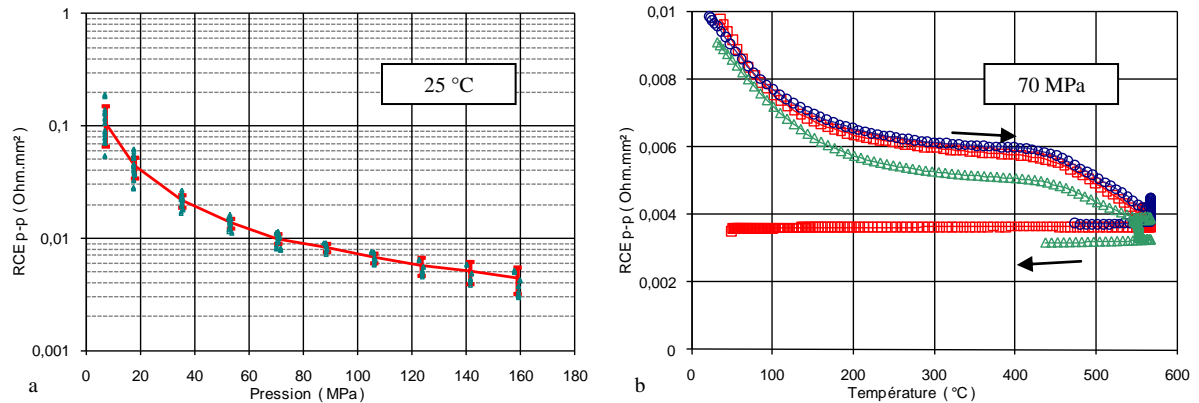 1
0,1
0,01
0,001
RCE p-p ( Ohm.mm² )
25 °C
0 20 40 60 80 100 120 140 160 180
Pression ( MPa)
a
0,01
0,008
0,006
0,004
0,002
0
RCE p-p ( Ohm.mm² )
70 MPa
0 100 200 300 400 500 600
Température ( °C)
b